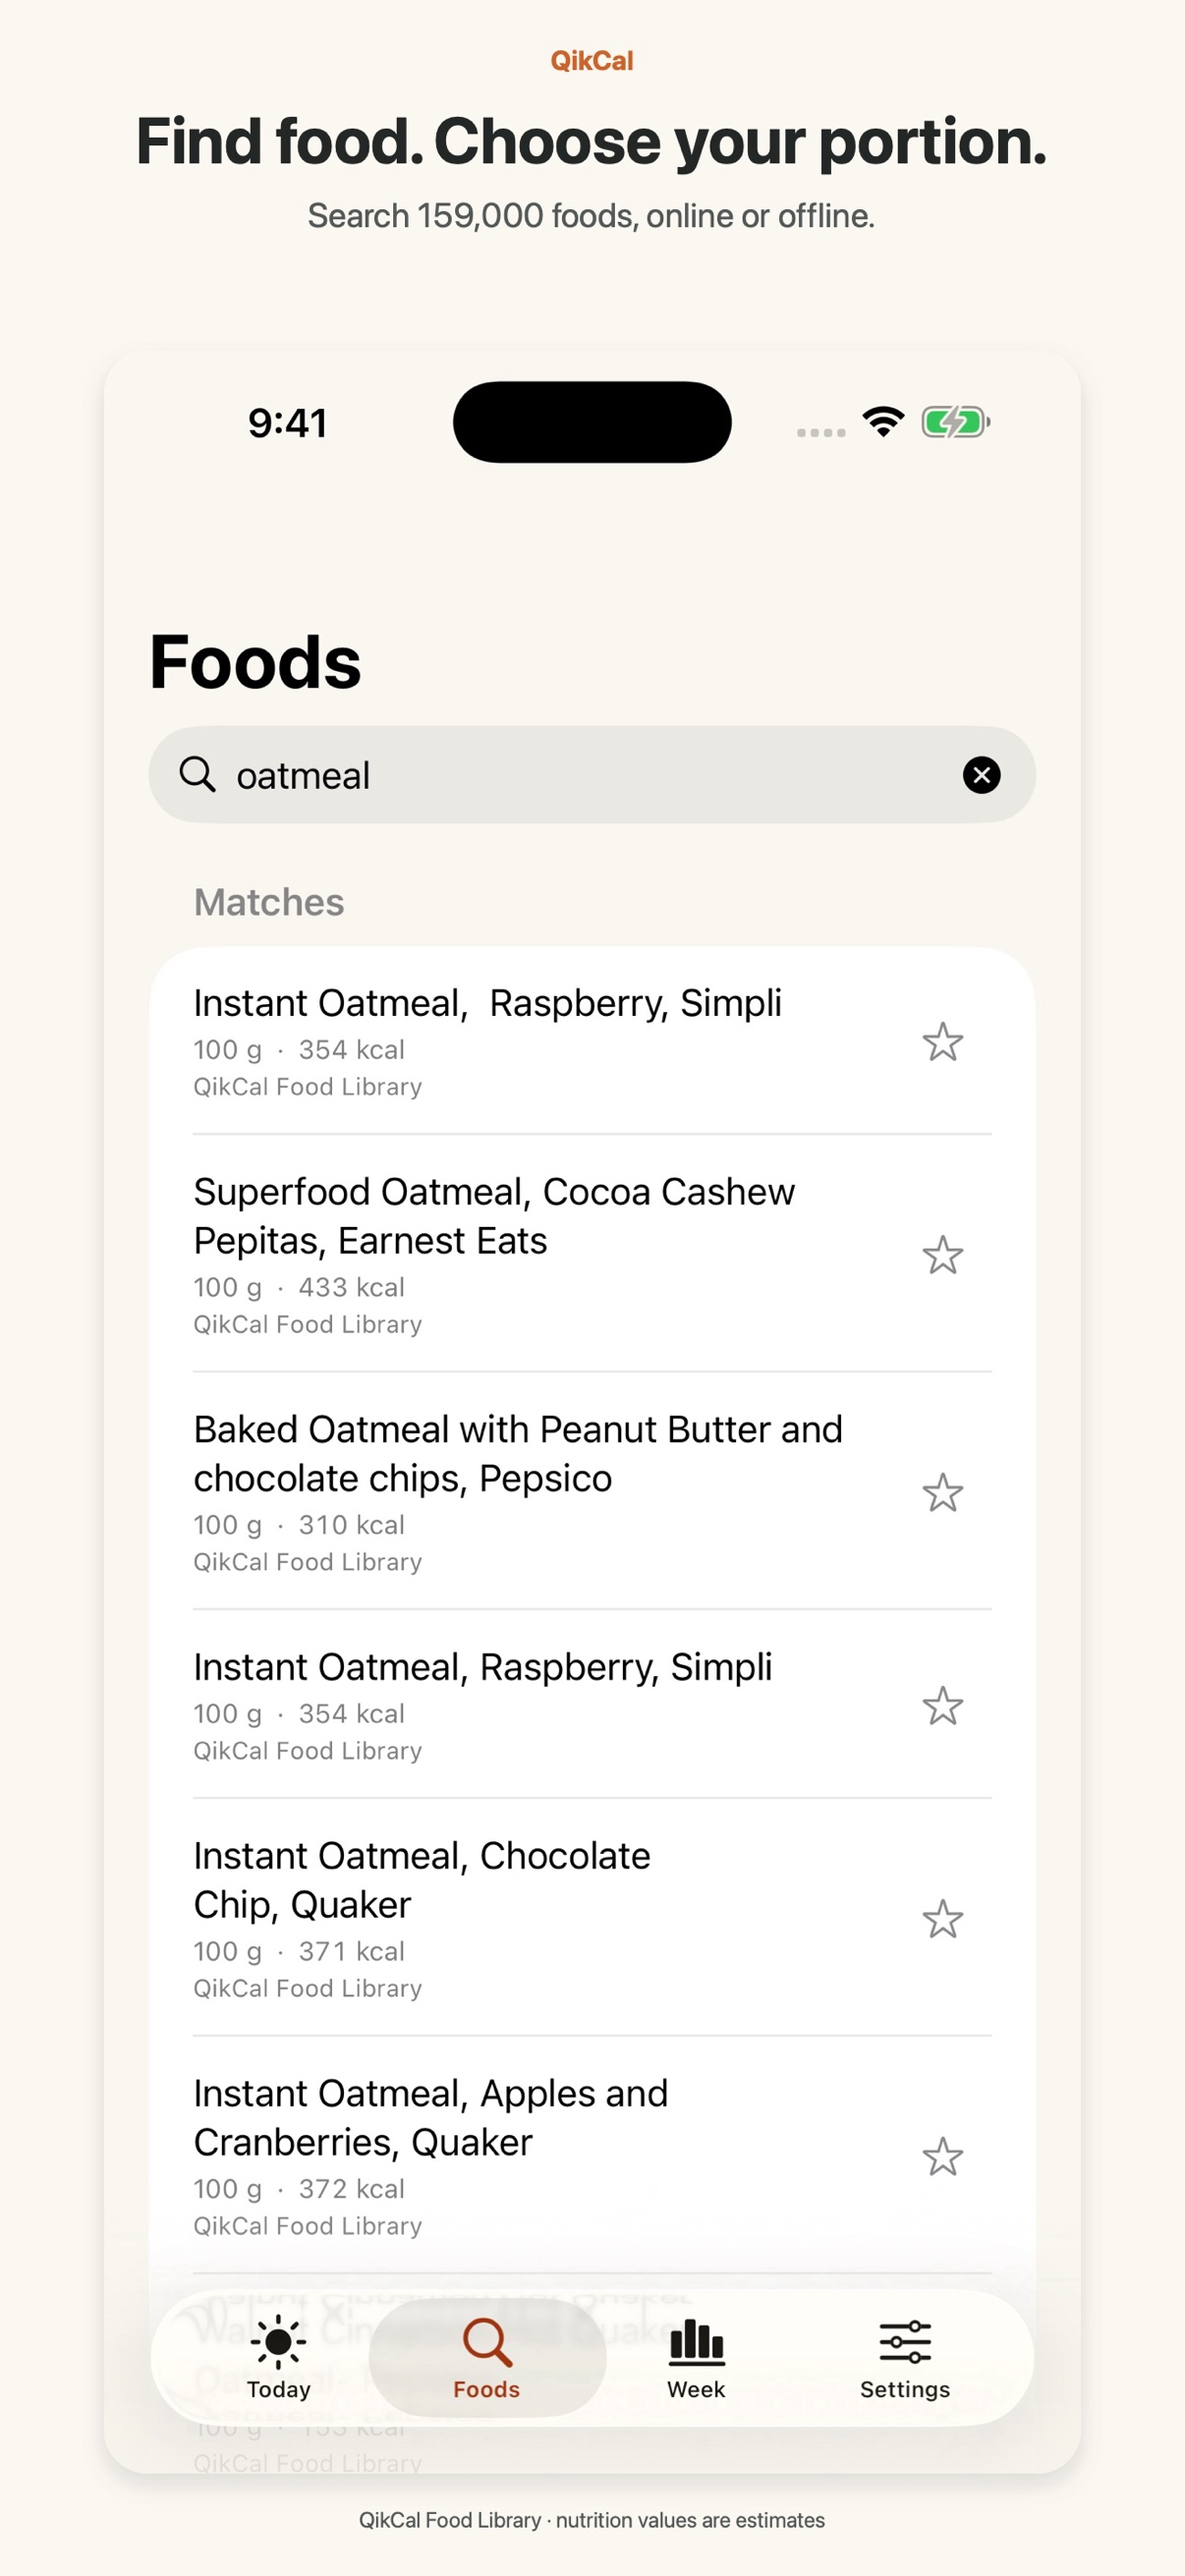 QikCal
Find food. Choose your portion.
Search 159,000 foods, online or offline.
9:41
Foods
oatmeal
Matches
Instant Oatmeal,  Raspberry, Simpli
100 g · 354 kcal
QikCal Food Library
Superfood Oatmeal, Cocoa Cashew
Pepitas, Earnest Eats
100 g · 433 kcal
QikCal Food Library
Baked Oatmeal with Peanut Butter and
chocolate chips, Pepsico
100 g · 310 kcal
QikCal Food Library
Instant Oatmeal, Raspberry, Simpli
100 g · 354 kcal
QikCal Food Library
Instant Oatmeal, Chocolate
Chip, Quaker
100 g · 371 kcal
QikCal Food Library
Instant Oatmeal, Apples and
Cranberries, Quaker
100 g · 372 kcal
QikCal Food Library
Today
Foods
Week
Settings
100 g · 153 kcal
QikCal Food Library
QikCal Food Library · nutrition values are estimates